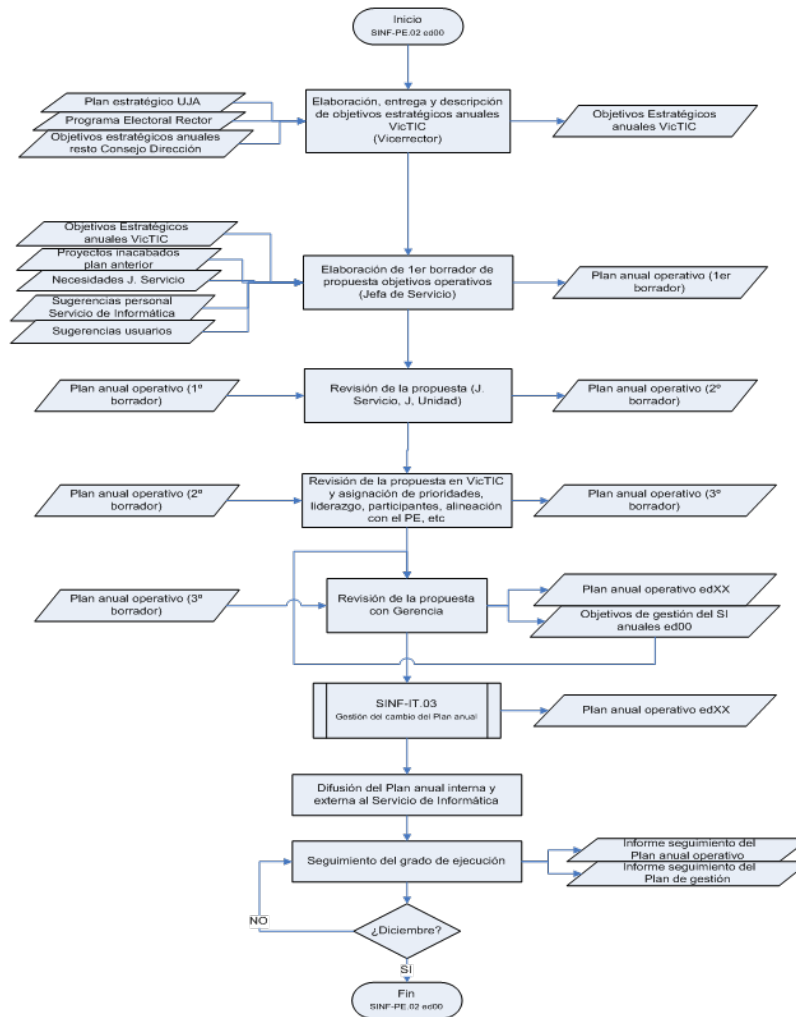 Inicio
SINF-PE.02 ed00
Plan estratégico UJA
Programa Electoral Rector
Objetivos estratégicos anuales
resto Consejo Dirección
Elaboración, entrega y descripción
de objetivos estratégicos anuales
VicTIC
(Vicerrector)
Objetivos Estratégicos
anuales VicTIC
Objetivos Estratégicos
anuales VicTIC
Proyectos inacabados
plan anterior
Necesidades J. Servicio
Sugerencias personal
Servicio de Informática
Sugerencias usuarios
Elaboración de 1er borrador de
propuesta objetivos operativos
(Jefa de Servicio)
Plan anual operativo (1er
borrador)
Plan anual operativo (1º
borrador)
Revisión de la propuesta (J.
Servicio, J, Unidad)
Plan anual operativo (2º
borrador)
Plan anual operativo (2º
borrador)
Revisión de la propuesta en VicTIC
y asignación de prioridades,
liderazgo, participantes, alineación
con el PE, etc
Plan anual operativo (3º
borrador)
Plan anual operativo (3º
borrador)
Revisión de la propuesta
con Gerencia
Plan anual operativo edXX
Objetivos de gestión del SI
anuales ed00
SINF-IT.03
Gestión del cambio del Plan anual
Plan anual operativo edXX
Difusión del Plan anual interna y
externa al Servicio de Informática
Seguimiento del grado de ejecución
Informe seguimiento del
Plan anual operativo
Informe seguimiento del
Plan de gestión
NO
¿Diciembre?
SI
Fin
SINF-PE.02 ed00